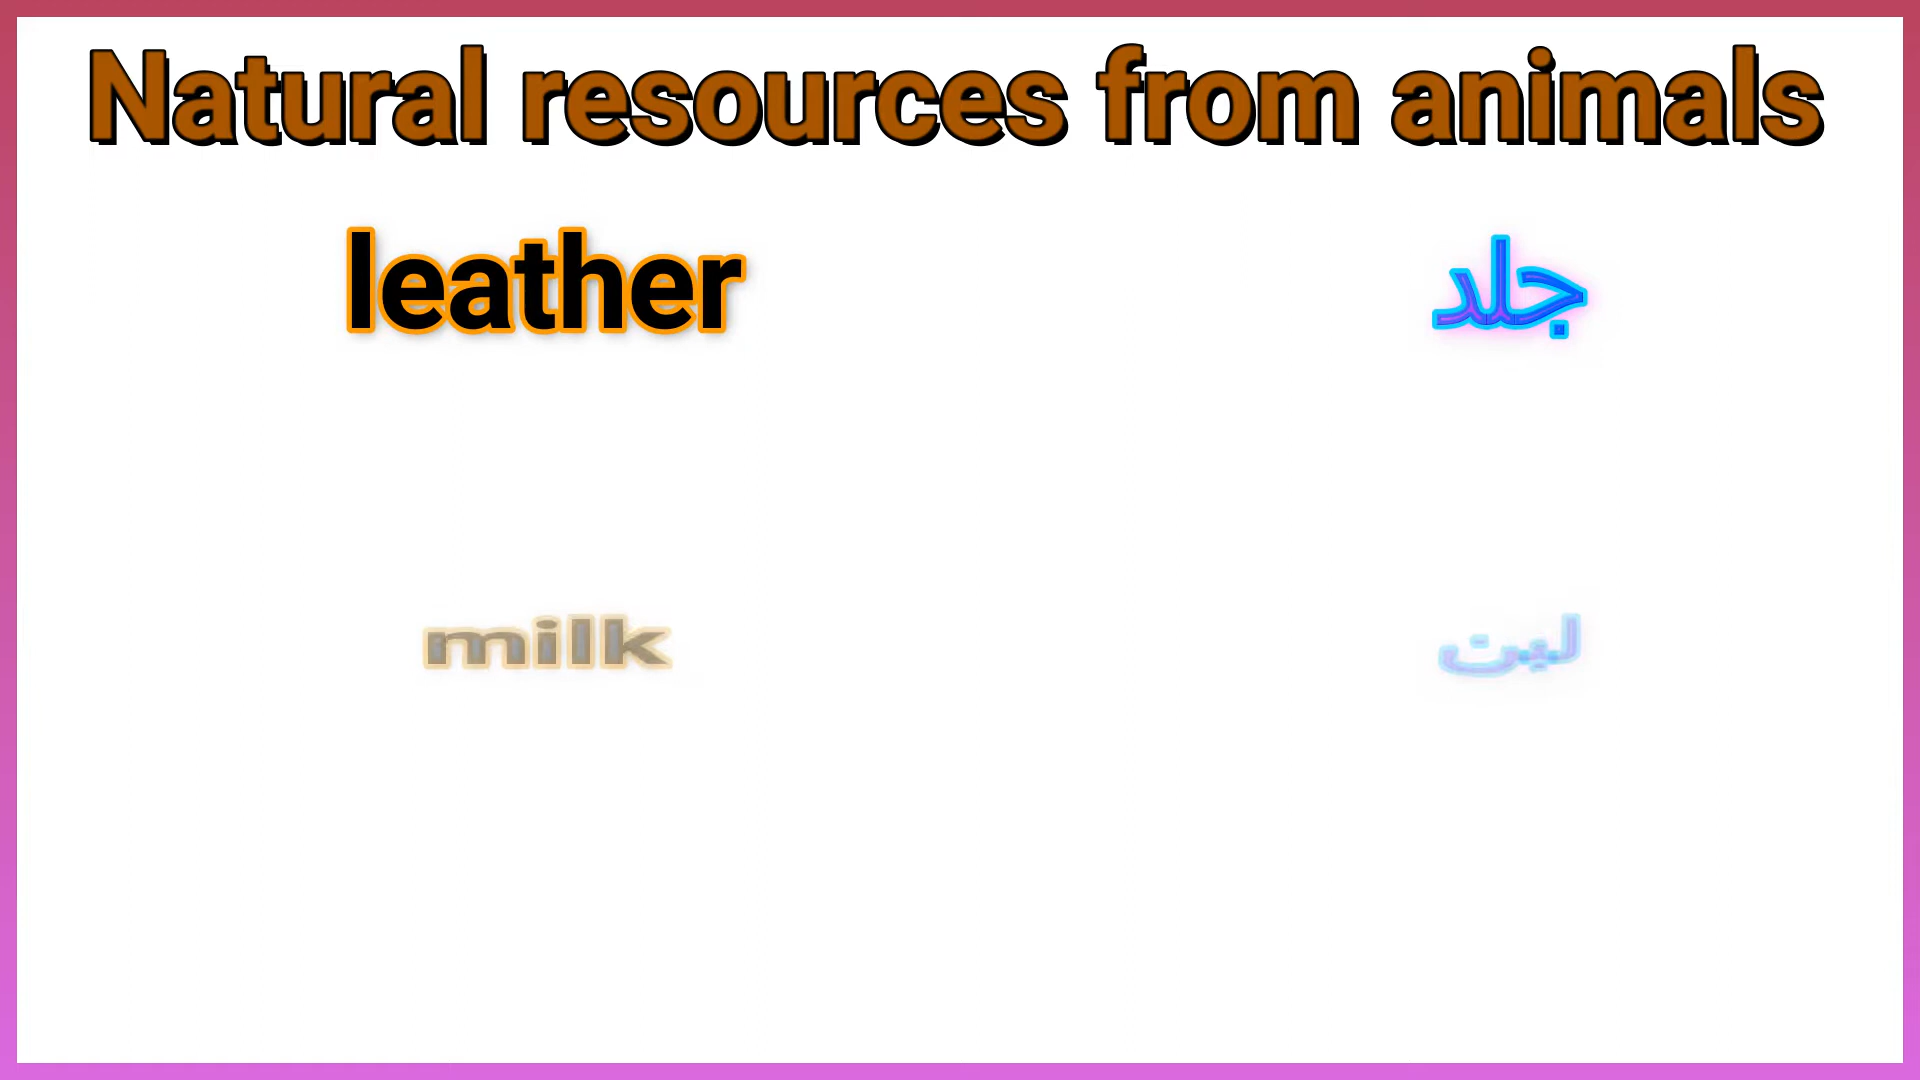 Natural resources from animals
leather جلد
milk لبن